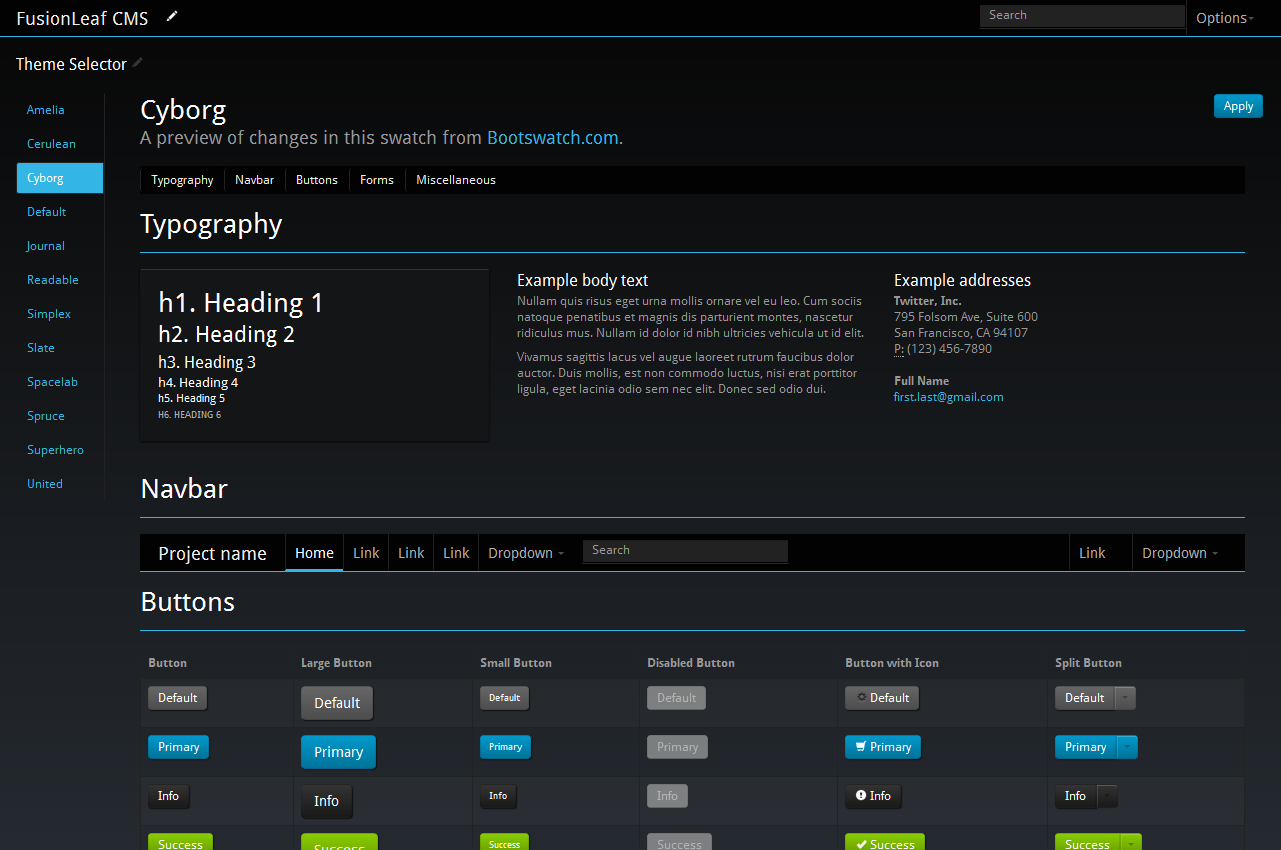 FusionLeaf CMS
Search
Options
Theme Selector
Amelia
Cerulean
Cyborg
Default
Journal
Readable
Simplex
Slate
Spacelab
Spruce
Superhero
United
Cyborg
Apply
A preview of changes in this swatch from Bootswatch.com.
Typography Navbar Buttons Forms Miscellaneous
Typography
h1. Heading 1
h2. Heading 2
h3. Heading 3
h4. Heading 4
h5. Heading 5
H6. HEADING 6
Example body text
Nullam quis risus eget urna mollis ornare vel eu leo. Cum sociis
natoque penatibus et magnis dis parturient montes, nascetur
ridiculus mus. Nullam id dolor id nibh ultricies vehicula ut id elit.
Vivamus sagittis lacus vel augue laoreet rutrum faucibus dolor
auctor. Duis mollis, est non commodo luctus, nisi erat porttitor
ligula, eget lacinia odio sem nec elit. Donec sed odio dui.
Example addresses
Twitter, Inc.
795 Folsom Ave, Suite 600
San Francisco, CA 94107
P: (123) 456-7890
Full Name
first.last@gmail.com
Navbar
Project name Home Link Link Link Dropdown Search Link Dropdown
Buttons
Button Large Button Small Button Disabled Button Button with Icon Split Button
Default Default Default Default Default Default
Primary Primary Primary Primary Primary Primary
Info Info Info Info Info Info
Success Success Success Success Success Success